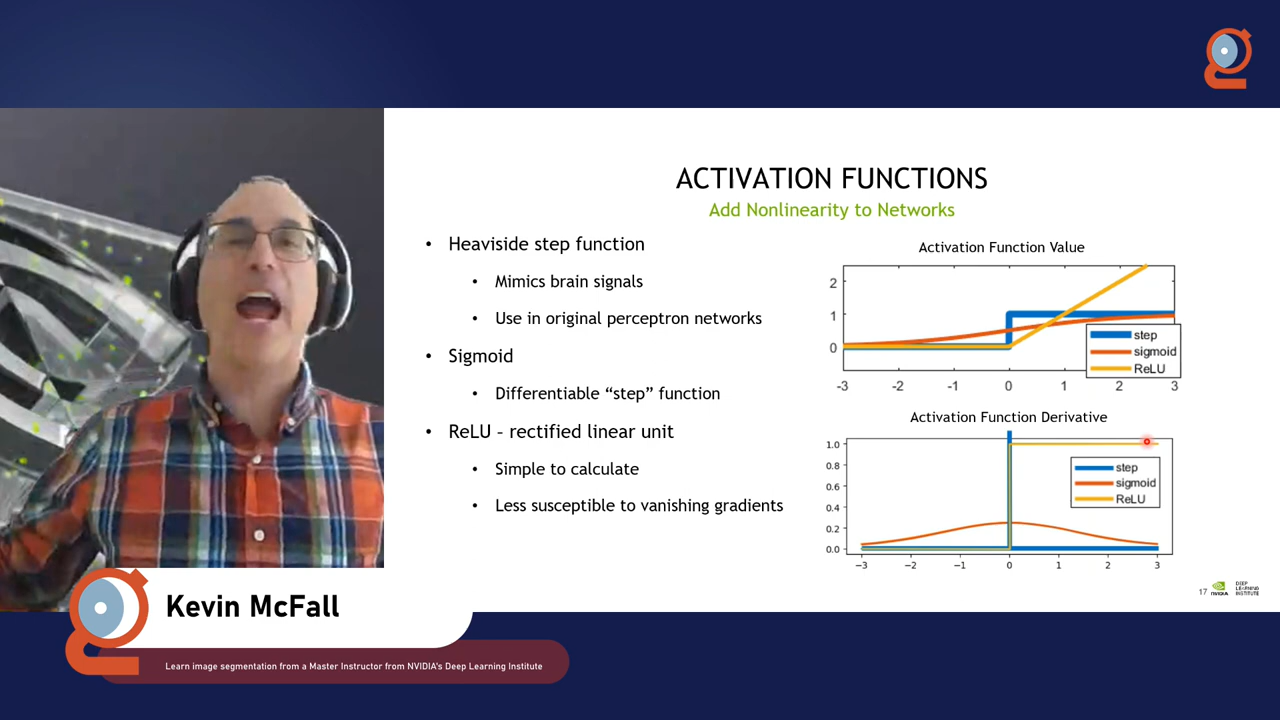 ACTIVATION FUNCTIONS
Add Nonlinearity to Networks
• Heaviside step function
• Mimics brain signals
• Use in original perceptron networks
• Sigmoid
• Differentiable “step” function
• ReLU – rectified linear unit
• Simple to calculate
• Less susceptible to vanishing gradients
Activation Function Value
2
1
0
step
sigmoid
ReLU
-3 -2 -1 0 1 2 3
Activation Function Derivative
1.0
0.8
0.6
0.4
0.2
0.0
step
sigmoid
ReLU
−3 −2 −1 0 1 2 3
17 NVIDIA DEEP LEARNING INSTITUTE
Kevin McFall
Learn image segmentation from a Master Instructor from NVIDIA's Deep Learning Institute